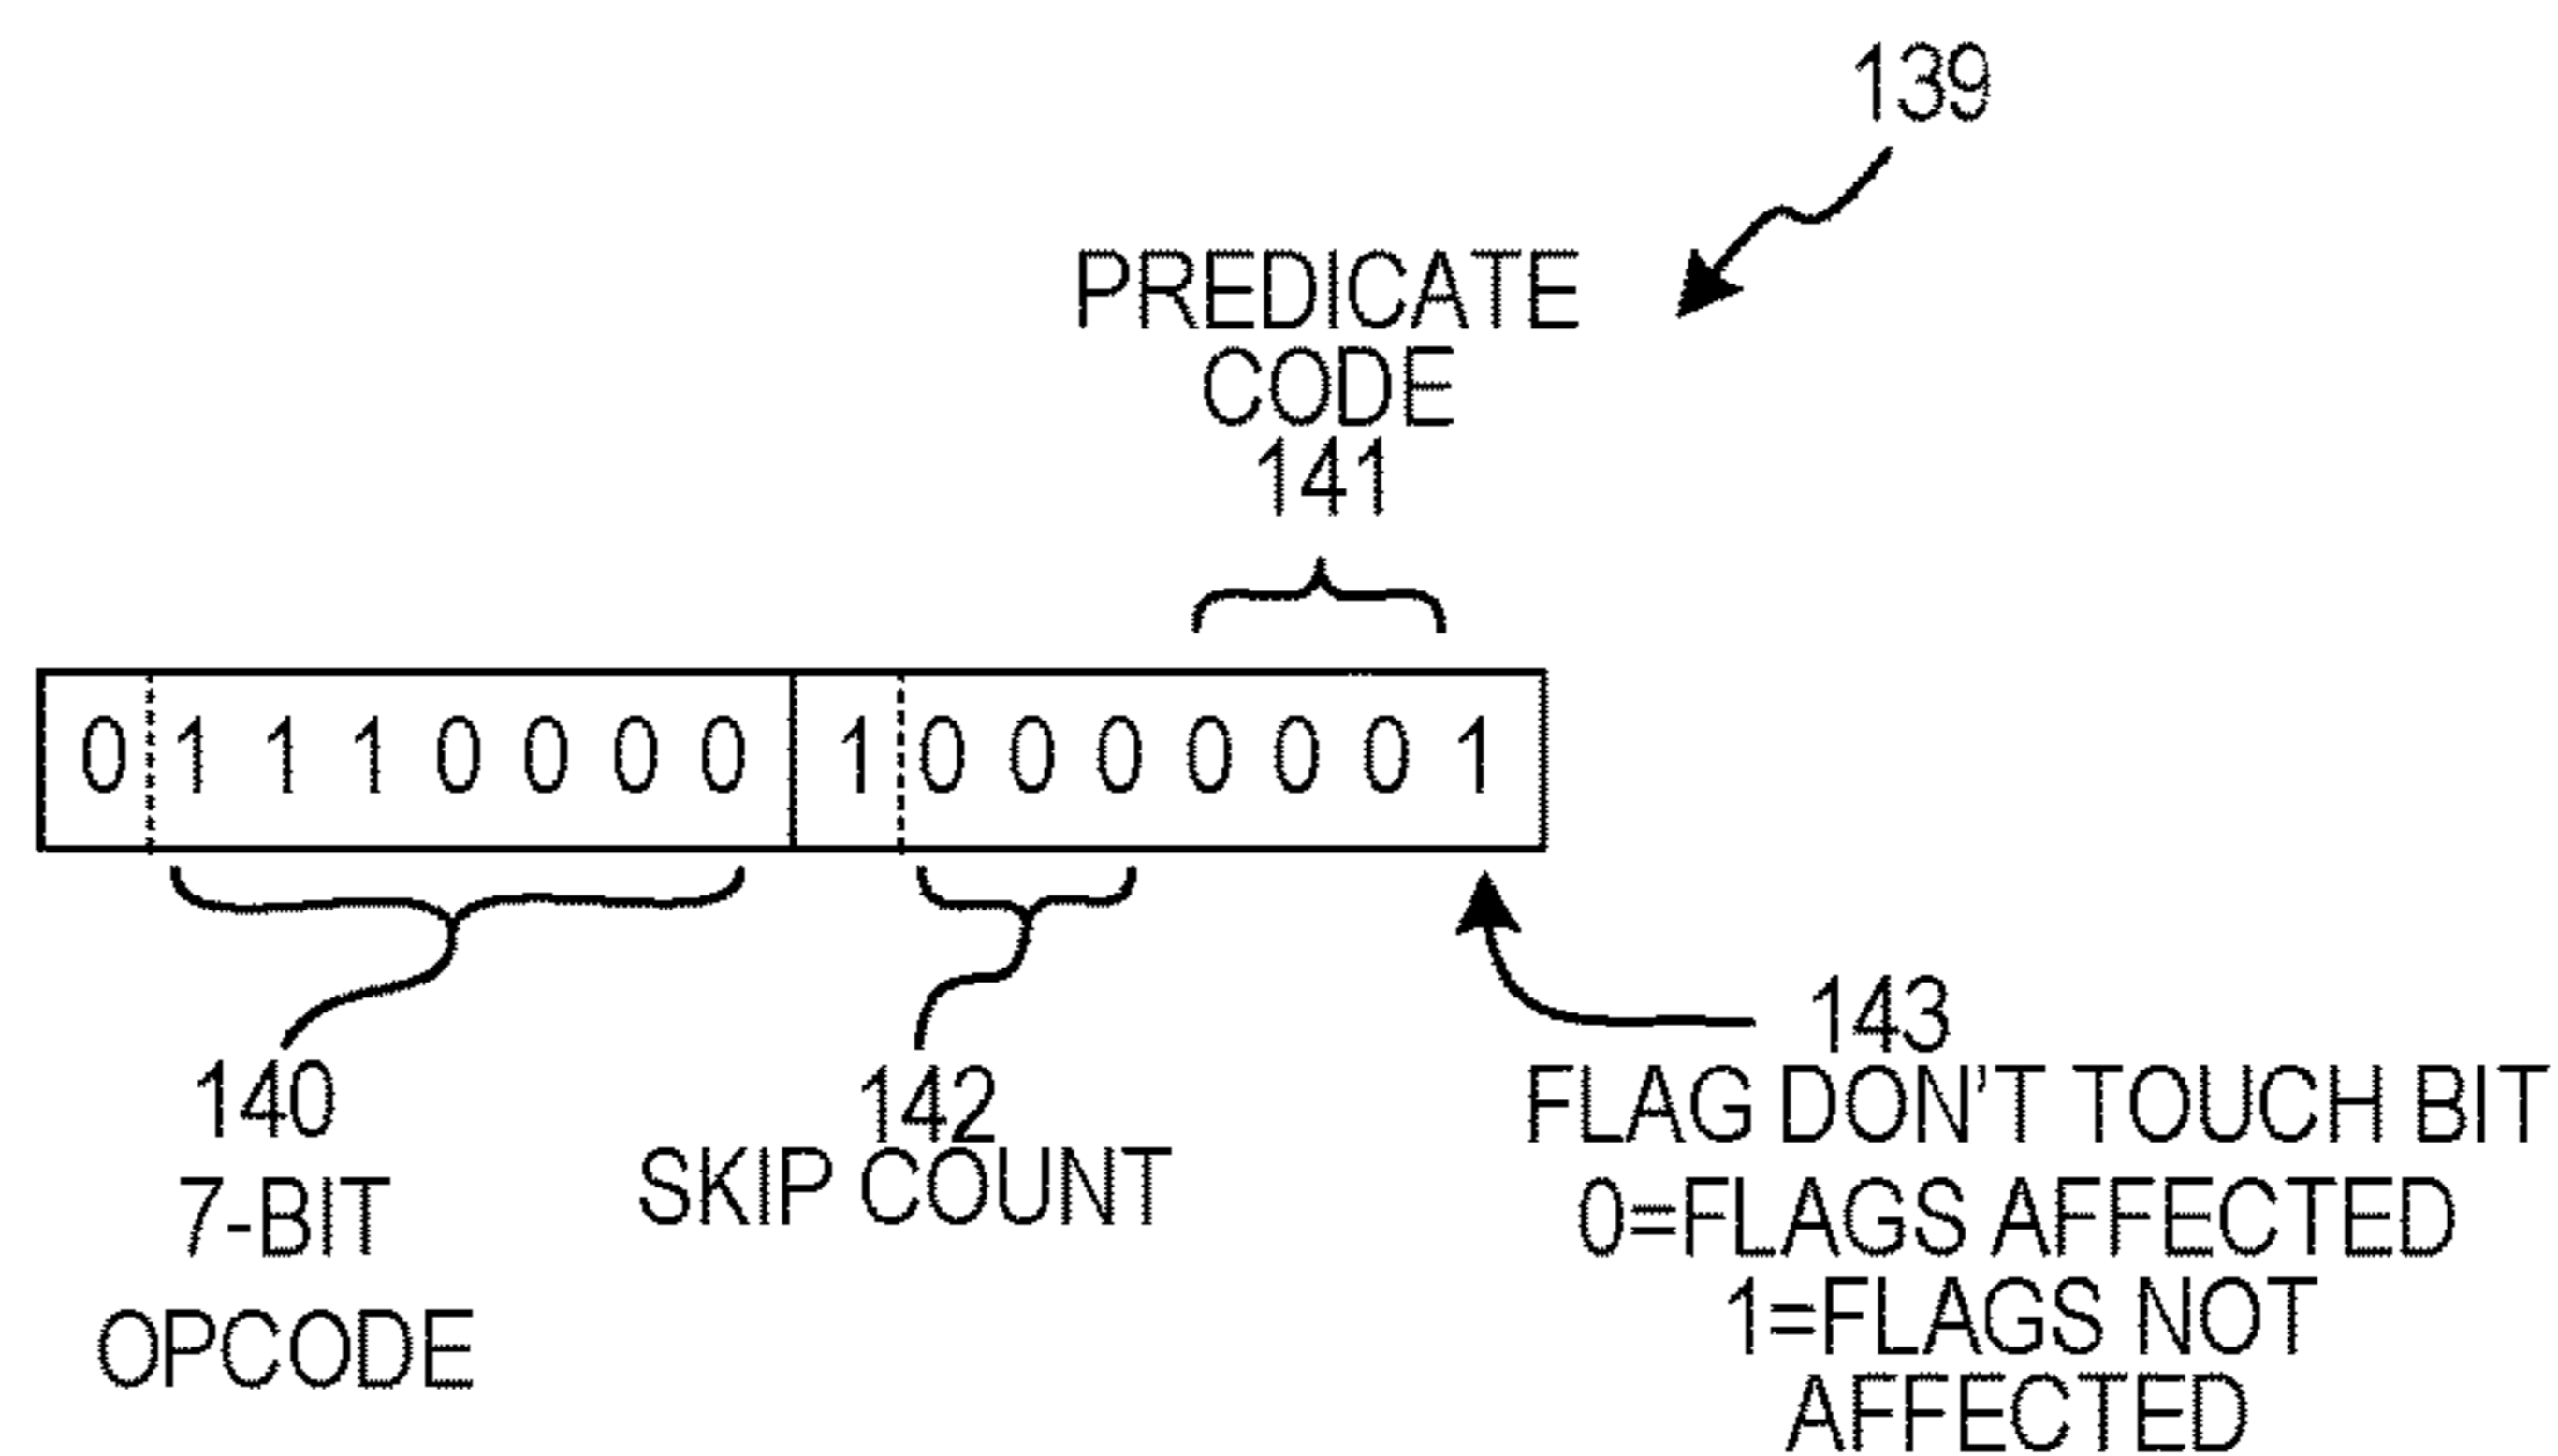 139
PREDICATE
CODE
141
0 1 1 1 0 0 0 0 1 0 0 0 0 0 0 1
140
7-BIT
OPCODE
142
SKIP COUNT
143
FLAG DON'T TOUCH BIT
0=FLAGS AFFECTED
1=FLAGS NOT
AFFECTED